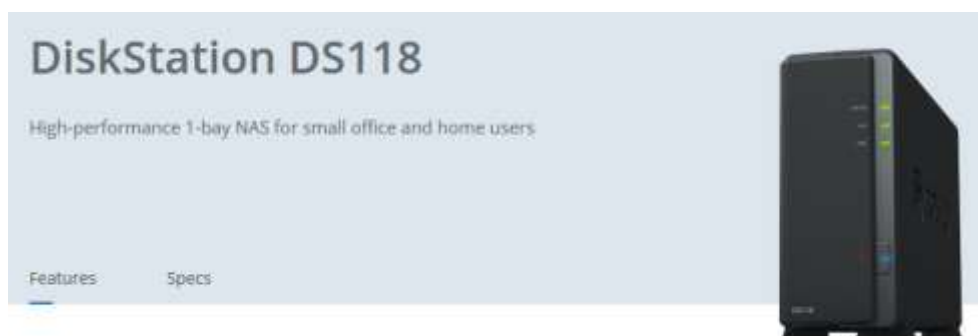 DiskStation DS118
High-performance 1-bay NAS for small office and home users
Features
Specs